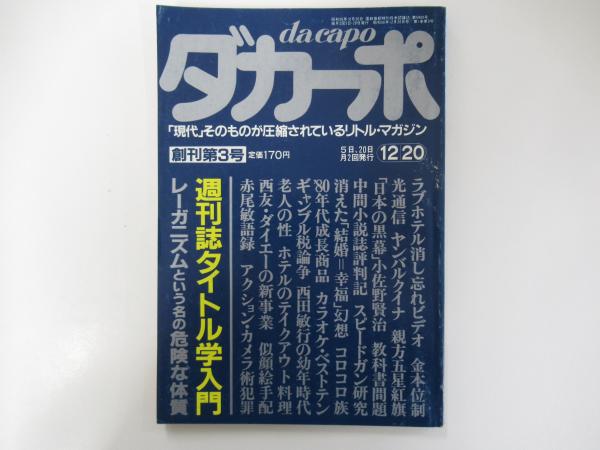 da capo
ダカーポ
「現代」そのものが圧縮されているリトル・マガジン
創刊第3号 定価170円
5日、20日
月2回発行
12/20
ラブホテル消し忘れビデオ 金本位制
光通信 ヤンバルクイナ 親方五星紅旗
「日本の黒幕」小佐野賢治 教科書問題
中間小説誌評判記 スピードガン研究
消えた「結婚＝幸福」幻想 コロコロ族
'80年代成長商品 カラオケ・ベストテン
ギャンブル税論争 西田敏行の幼年時代
老人の性 ホテルのテイクアウト料理
西友・ダイエーの新事業 似顔絵手配
赤尾敏語録 アクション・カメラ術犯罪
週刊誌タイトル学入門
レーガニズムという名の危険な体質